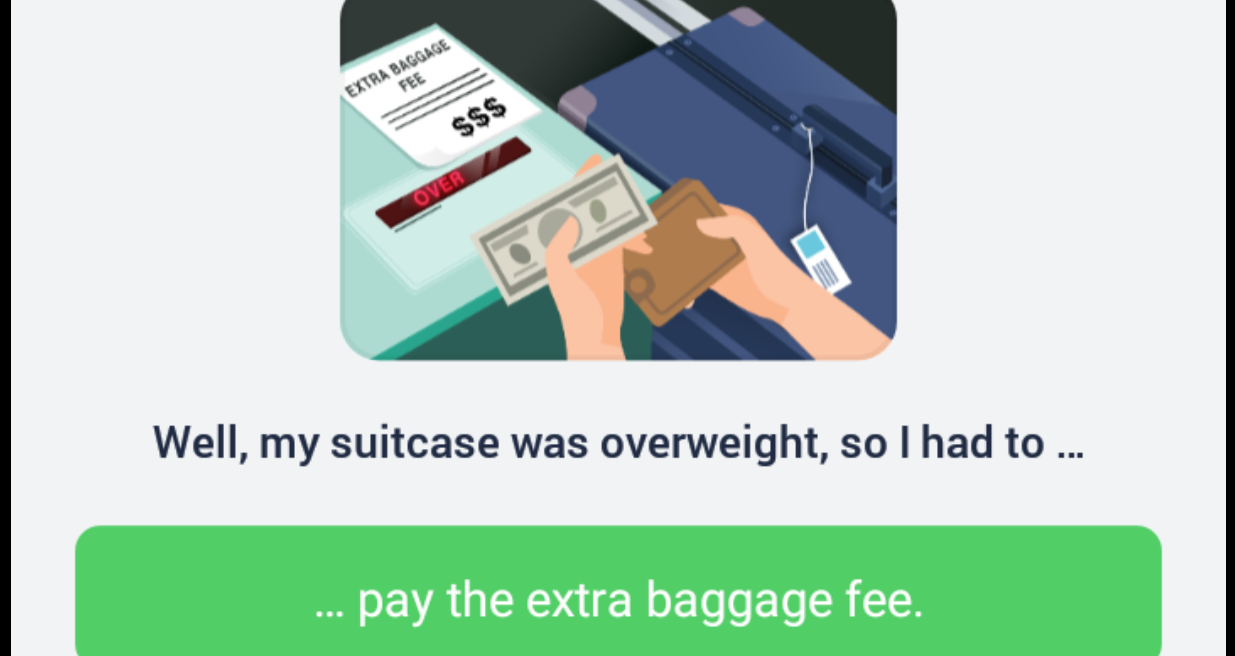 EXTRA BAGGAGE
FEE
$$$
OVER
Well, my suitcase was overweight, so I had to ...
... pay the extra baggage fee.